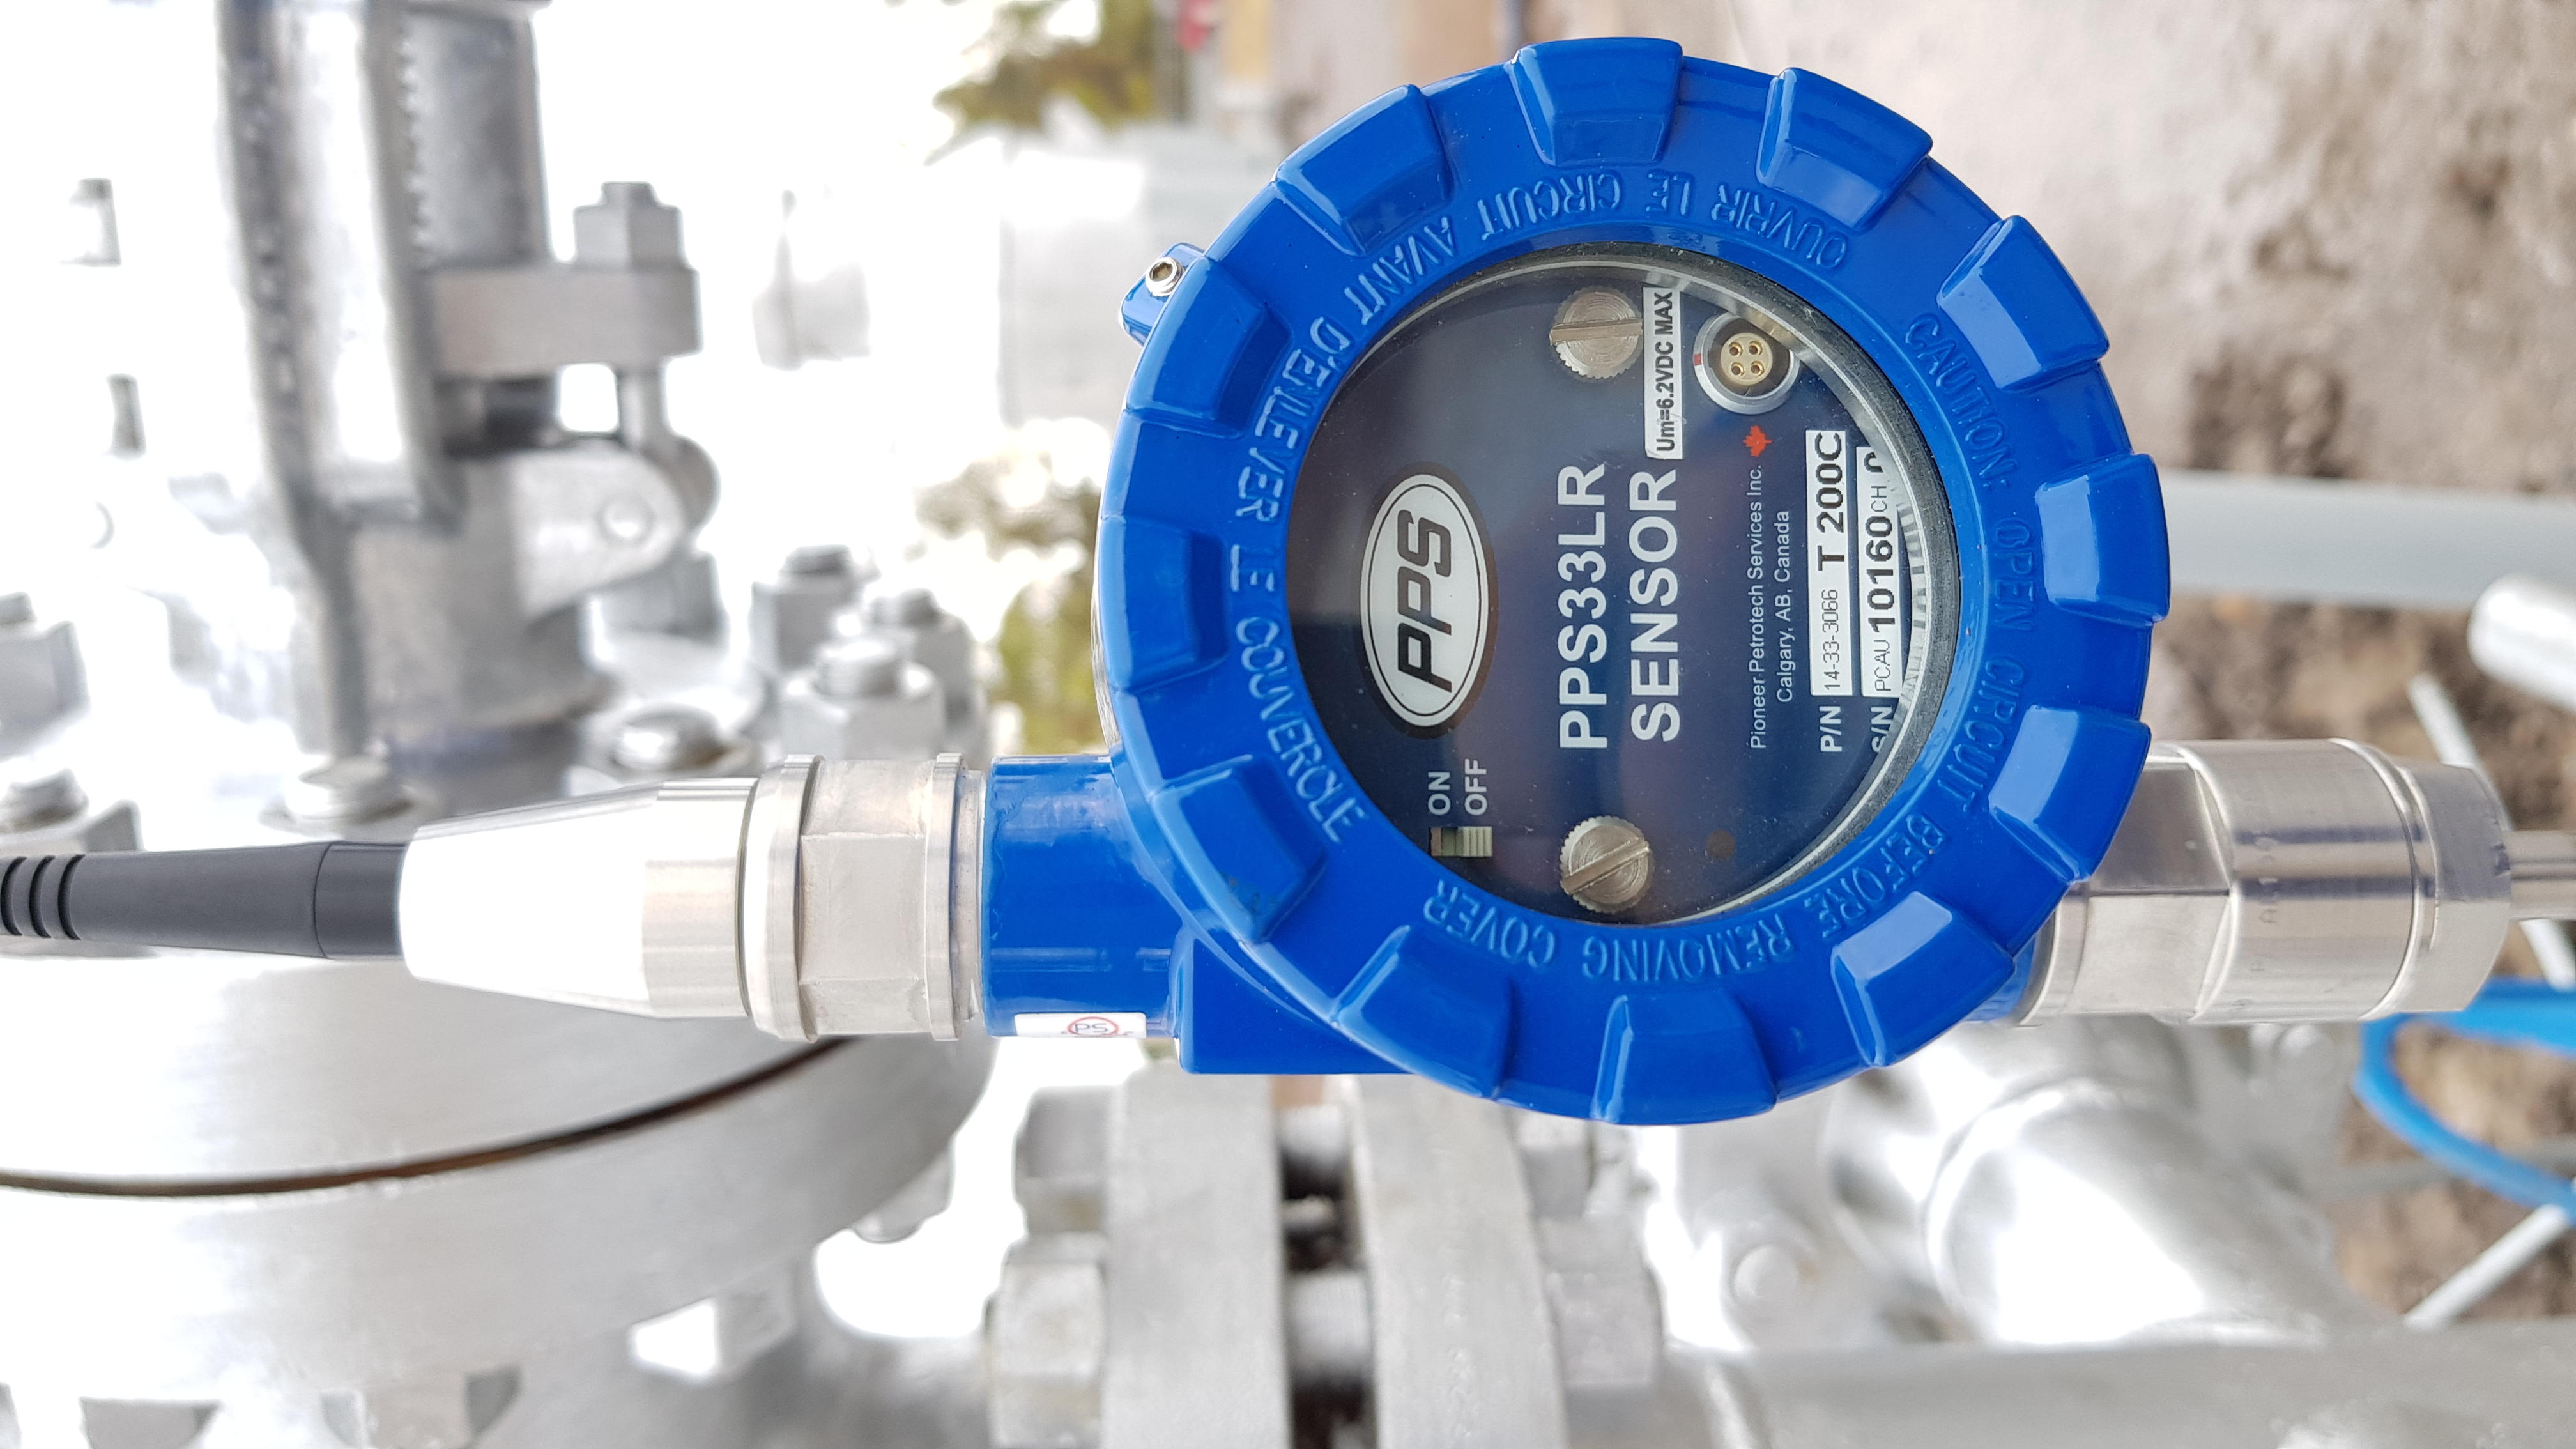 OUVRIR LE CIRCUIT AVANT D'ENLEVER LE COUVERCLE
CAUTION: OPEN CIRCUIT BEFORE REMOVING COVER
ON
OFF
PPS
PPS33LR
SENSOR
Um=6.2VDC MAX
Pioneer Petrotech Services Inc.
Calgary, AB, Canada
P/N 14-33-3066 T 200C
S/N PCAU 10160 CH 0